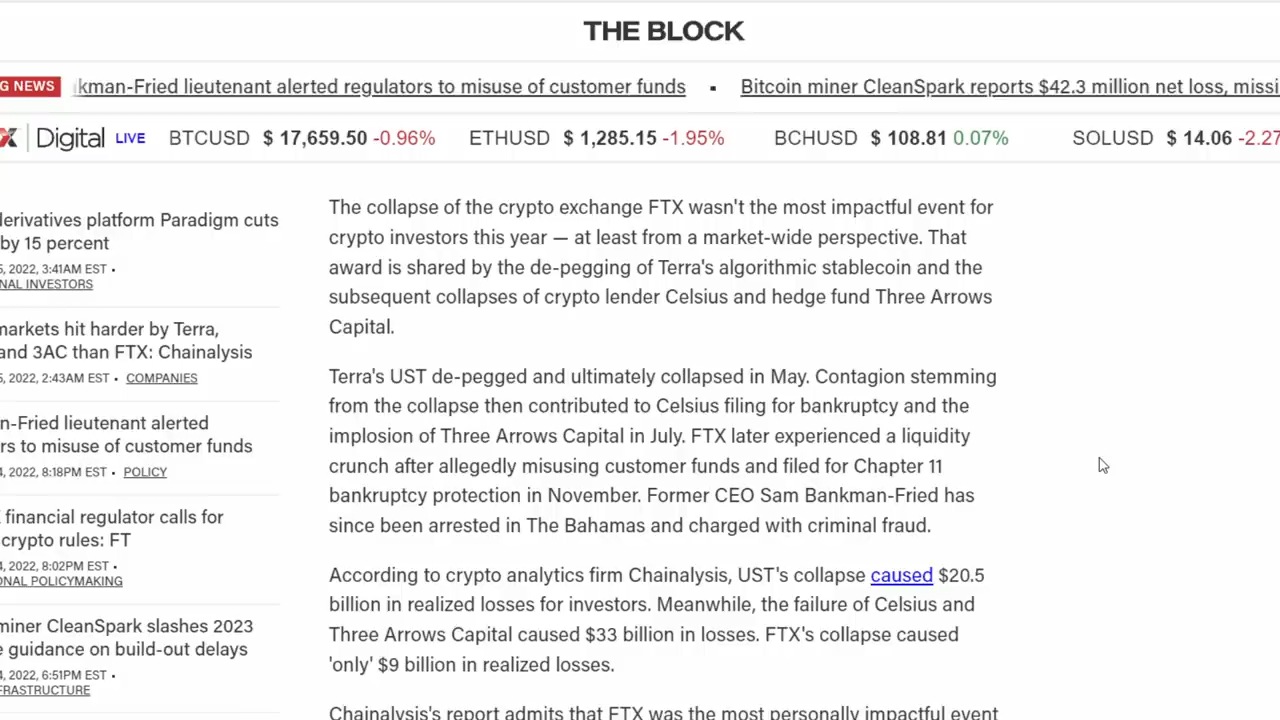 THE BLOCK
G NEWS kman-Fried lieutenant alerted regulators to misuse of customer funds ▪ Bitcoin miner CleanSpark reports $42.3 million net loss, missi
X | Digital LIVE BTCUSD $ 17,659.50 -0.96% ETHUSD $ 1,285.15 -1.95% BCHUSD $ 108.81 0.07% SOLUSD $ 14.06 -2.27
derivatives platform Paradigm cuts
by 15 percent
5, 2022, 3:41AM EST •
NAL INVESTORS
markets hit harder by Terra,
and 3AC than FTX: Chainalysis
5, 2022, 2:43AM EST • COMPANIES
n-Fried lieutenant alerted
rs to misuse of customer funds
4, 2022, 8:18PM EST • POLICY
financial regulator calls for
crypto rules: FT
4, 2022, 8:02PM EST •
ONAL POLICYMAKING
miner CleanSpark slashes 2023
e guidance on build-out delays
4, 2022, 6:51PM EST •
FRASTRUCTURE
The collapse of the crypto exchange FTX wasn't the most impactful event for
crypto investors this year — at least from a market-wide perspective. That
award is shared by the de-pegging of Terra's algorithmic stablecoin and the
subsequent collapses of crypto lender Celsius and hedge fund Three Arrows
Capital.
Terra's UST de-pegged and ultimately collapsed in May. Contagion stemming
from the collapse then contributed to Celsius filing for bankruptcy and the
implosion of Three Arrows Capital in July. FTX later experienced a liquidity
crunch after allegedly misusing customer funds and filed for Chapter 11
bankruptcy protection in November. Former CEO Sam Bankman-Fried has
since been arrested in The Bahamas and charged with criminal fraud.
According to crypto analytics firm Chainalysis, UST's collapse caused $20.5
billion in realized losses for investors. Meanwhile, the failure of Celsius and
Three Arrows Capital caused $33 billion in losses. FTX's collapse caused
'only' $9 billion in realized losses.
Chainalysis's report admits that FTX was the most personally impactful event